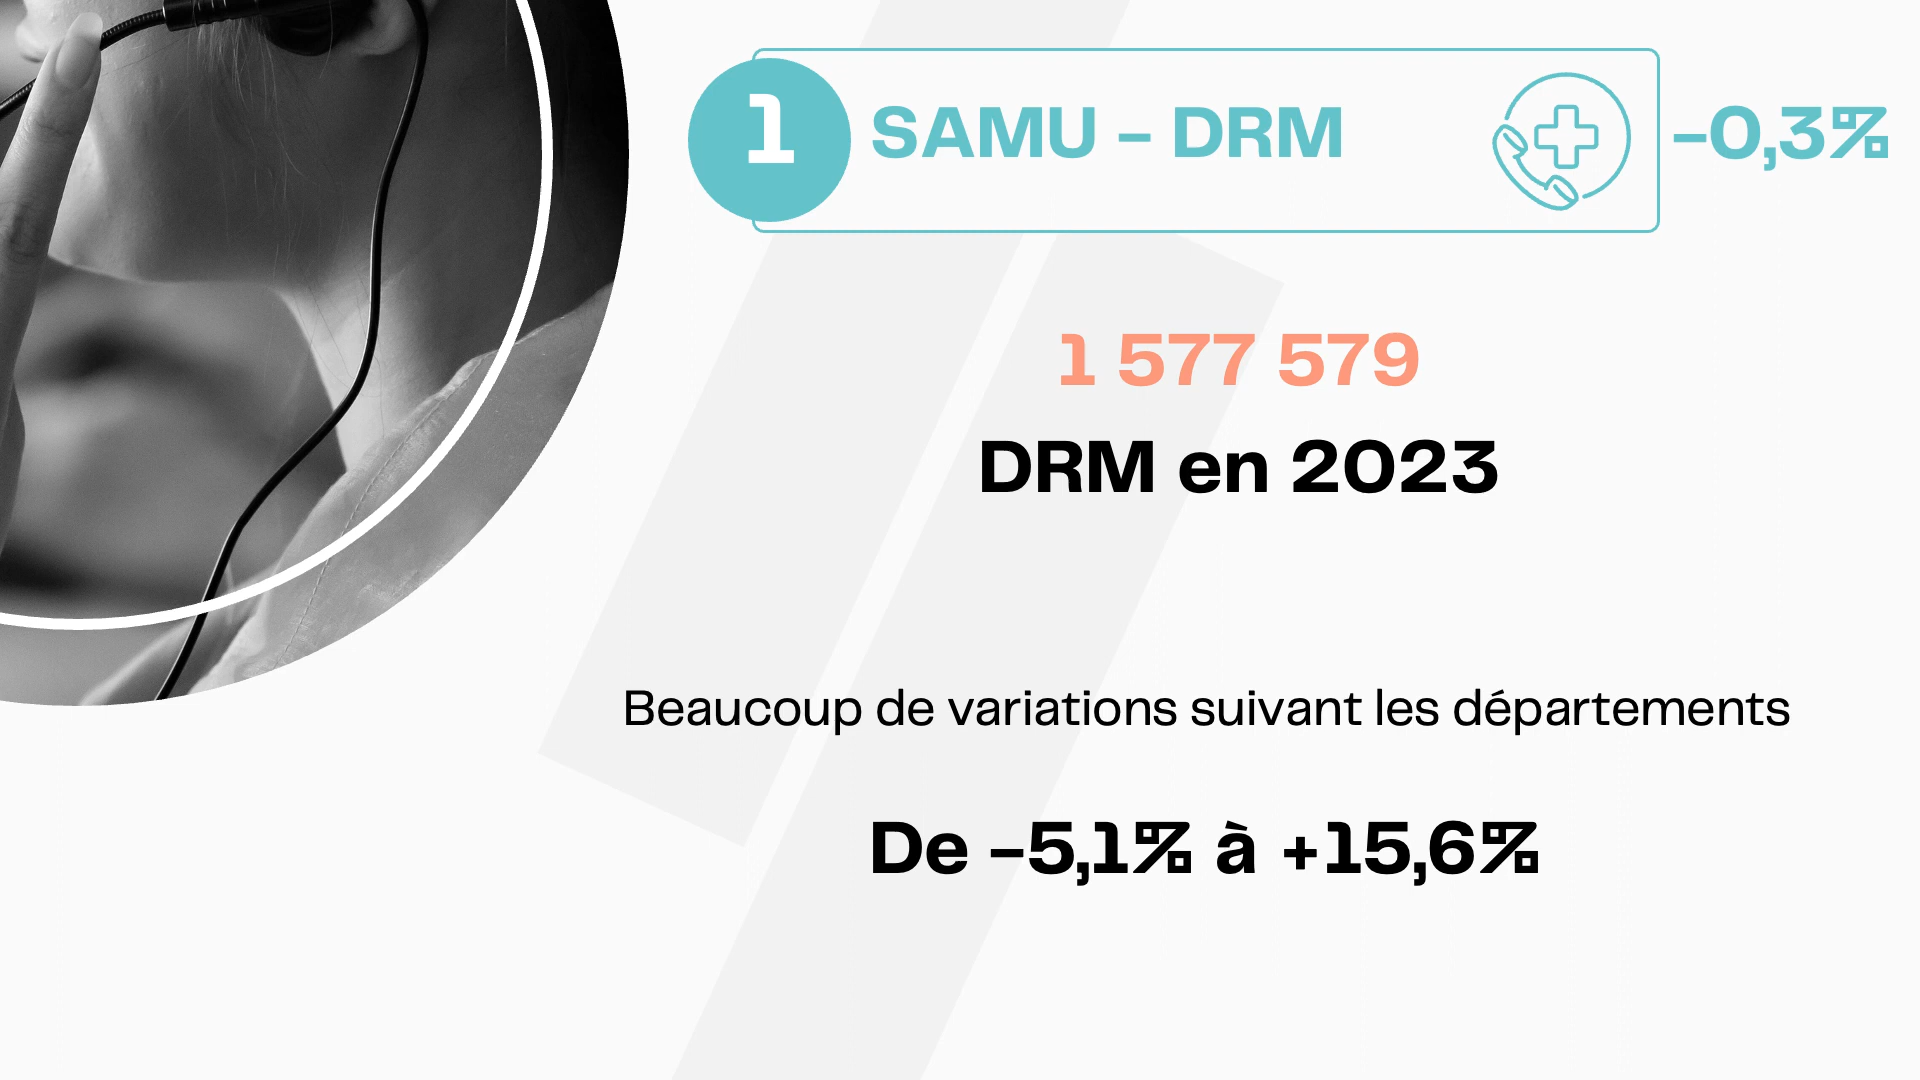 1 SAMU - DRM -0,3%
1 577 579
DRM en 2023
Beaucoup de variations suivant les départements
De -5,1% à +15,6%